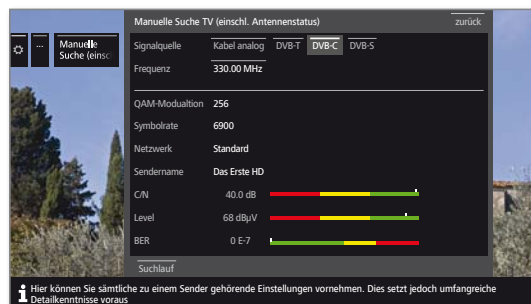 Manuelle Suche TV (einschl. Antennenstatus) zurück
... Manuelle
Suche (einsc
Signalquelle Kabel analog DVB-T DVB-C DVB-S
Frequenz 330.00 MHz
QAM-Modualtion 256
Symbolrate 6900
Netzwerk Standard
Sendername Das Erste HD
C/N 40.0 dB
Level 68 dBµV
BER 0 E-7
Suchlauf
i Hier können Sie sämtliche zu einem Sender gehörende Einstellungen vornehmen. Dies setzt jedoch umfangreiche
Detailkenntnisse voraus